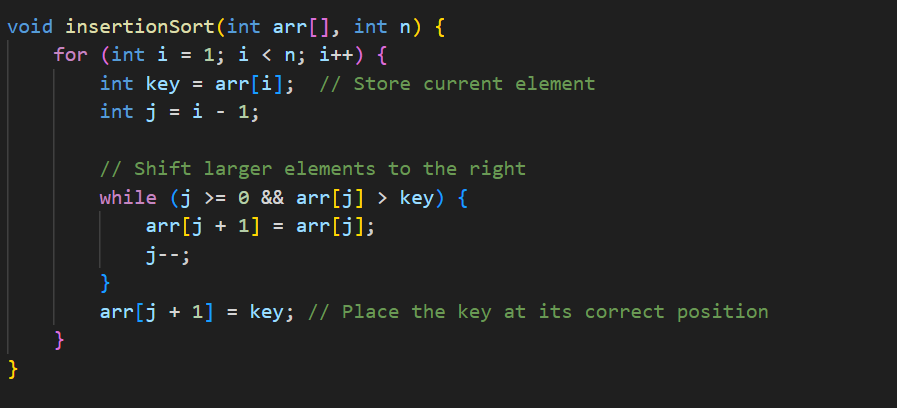 void insertionSort(int arr[], int n) {
    for (int i = 1; i < n; i++) {
        int key = arr[i];  // Store current element
        int j = i - 1;

        // Shift larger elements to the right
        while (j >= 0 && arr[j] > key) {
            arr[j + 1] = arr[j];
            j--;
        }
        arr[j + 1] = key; // Place the key at its correct position
    }
}